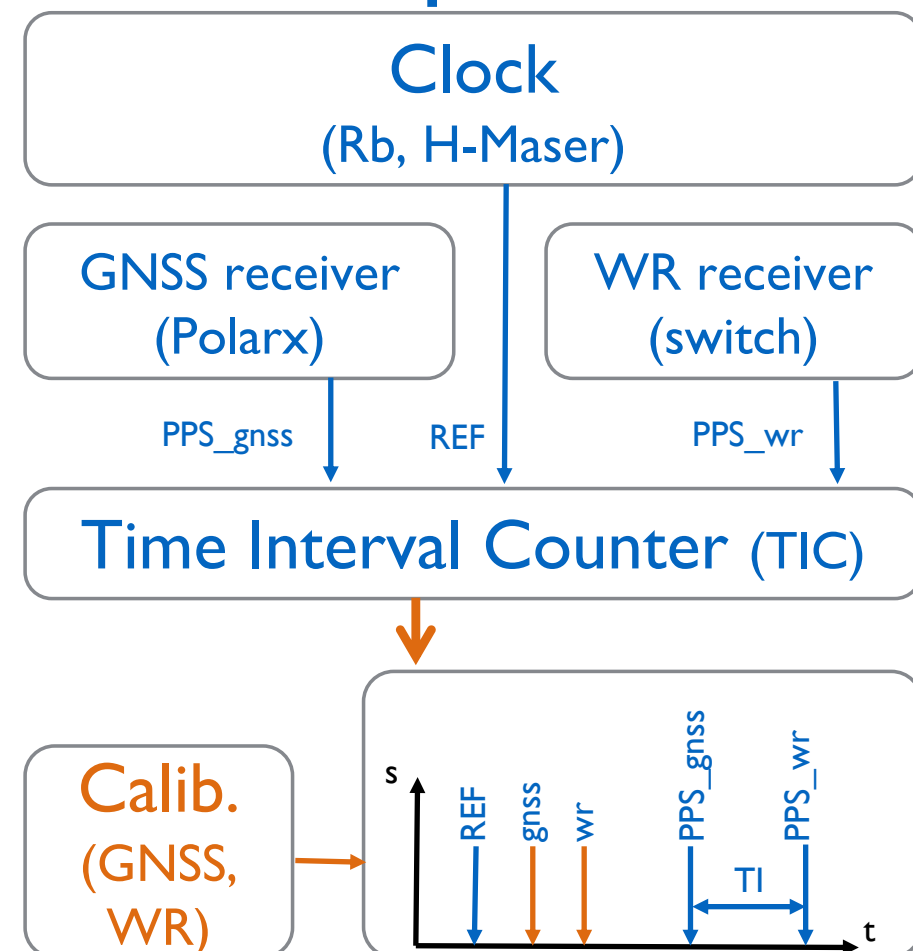 Clock
(Rb, H-Maser)
GNSS receiver
(Polarx)
WR receiver
(switch)
PPS_gnss
REF
PPS_wr
Time Interval Counter (TIC)
Calib.
(GNSS,
WR)
s
REF
gnss
wr
PPS_gnss
PPS_wr
TI
t